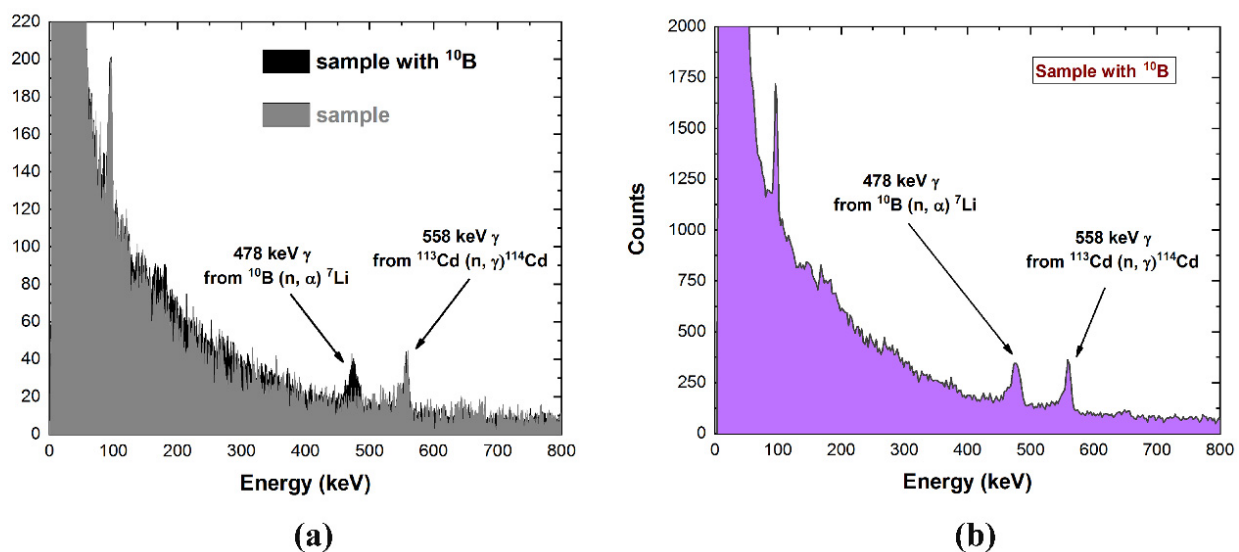 220
200
180
160
140
120
100
80
60
40
20
0
0 100 200 300 400 500 600 700 800
Energy (keV)
sample with ¹⁰B
sample
478 keV γ
from ¹⁰B (n, α) ⁷Li
558 keV γ
from ¹¹³Cd (n, γ)¹¹⁴Cd
(a)
2000
1750
1500
1250
1000
750
500
250
0
Counts
0 100 200 300 400 500 600 700 800
Energy (keV)
Sample with ¹⁰B
478 keV γ
from ¹⁰B (n, α) ⁷Li
558 keV γ
from ¹¹³Cd (n, γ)¹¹⁴Cd
(b)